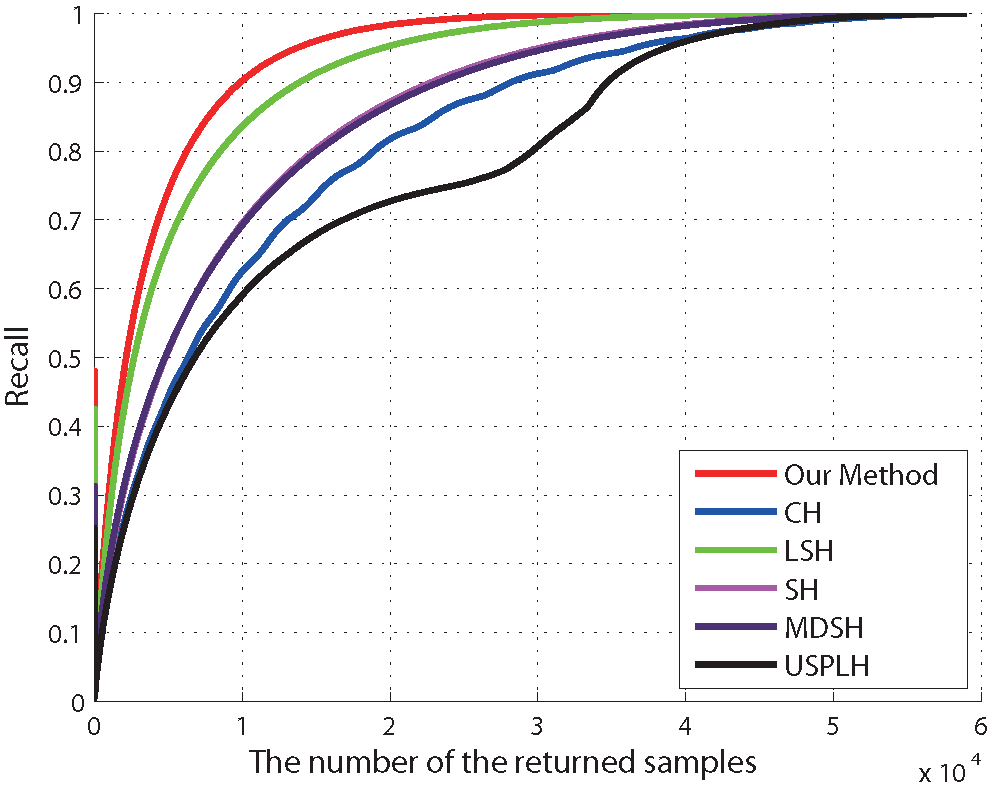 1
0.9
0.8
0.7
0.6
0.5
0.4
0.3
0.2
0.1
0
Recall
Our Method
CH
LSH
SH
MDSH
USPLH
0 1 2 3 4 5 6
The number of the returned samples
x 10 4